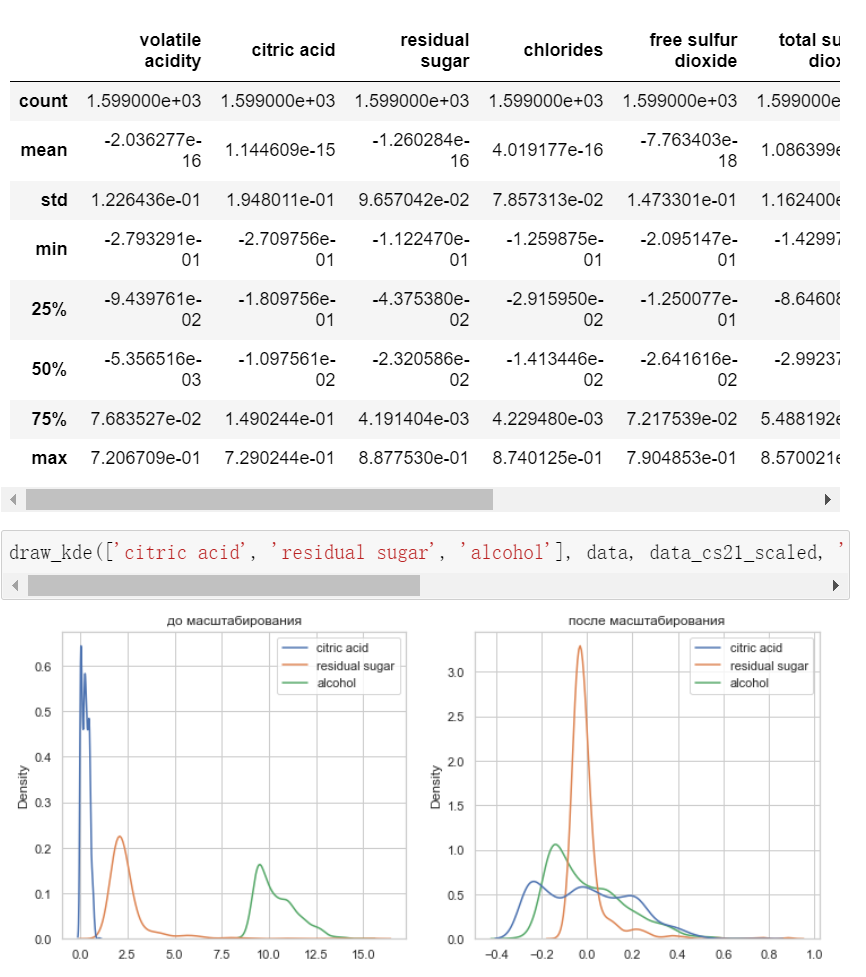 volatile acidity citric acid residual sugar chlorides free sulfur dioxide total su diox
count 1.599000e+03 1.599000e+03 1.599000e+03 1.599000e+03 1.599000e+03 1.599000e
mean -2.036277e-16 1.144609e-15 -1.260284e-16 4.019177e-16 -7.763403e-18 1.086399e
std 1.226436e-01 1.948011e-01 9.657042e-02 7.857313e-02 1.473301e-01 1.162400e
min -2.793291e-01 -2.709756e-01 -1.122470e-01 -1.259875e-01 -2.095147e-01 -1.42997
25% -9.439761e-02 -1.809756e-01 -4.375380e-02 -2.915950e-02 -1.250077e-01 -8.64608
50% -5.356516e-03 -1.097561e-02 -2.320586e-02 -1.413446e-02 -2.641616e-02 -2.99237
75% 7.683527e-02 1.490244e-01 4.191404e-03 4.229480e-03 7.217539e-02 5.488192e
max 7.206709e-01 7.290244e-01 8.877530e-01 8.740125e-01 7.904853e-01 8.570021e
draw_kde(['citric acid', 'residual sugar', 'alcohol'], data, data_cs21_scaled, '
до масштабирования
citric acid
residual sugar
alcohol
Density
0.6
0.5
0.4
0.3
0.2
0.1
0.0
0.0 2.5 5.0 7.5 10.0 12.5 15.0
после масштабирования
citric acid
residual sugar
alcohol
Density
3.0
2.5
2.0
1.5
1.0
0.5
0.0
−0.4 −0.2 0.0 0.2 0.4 0.6 0.8 1.0